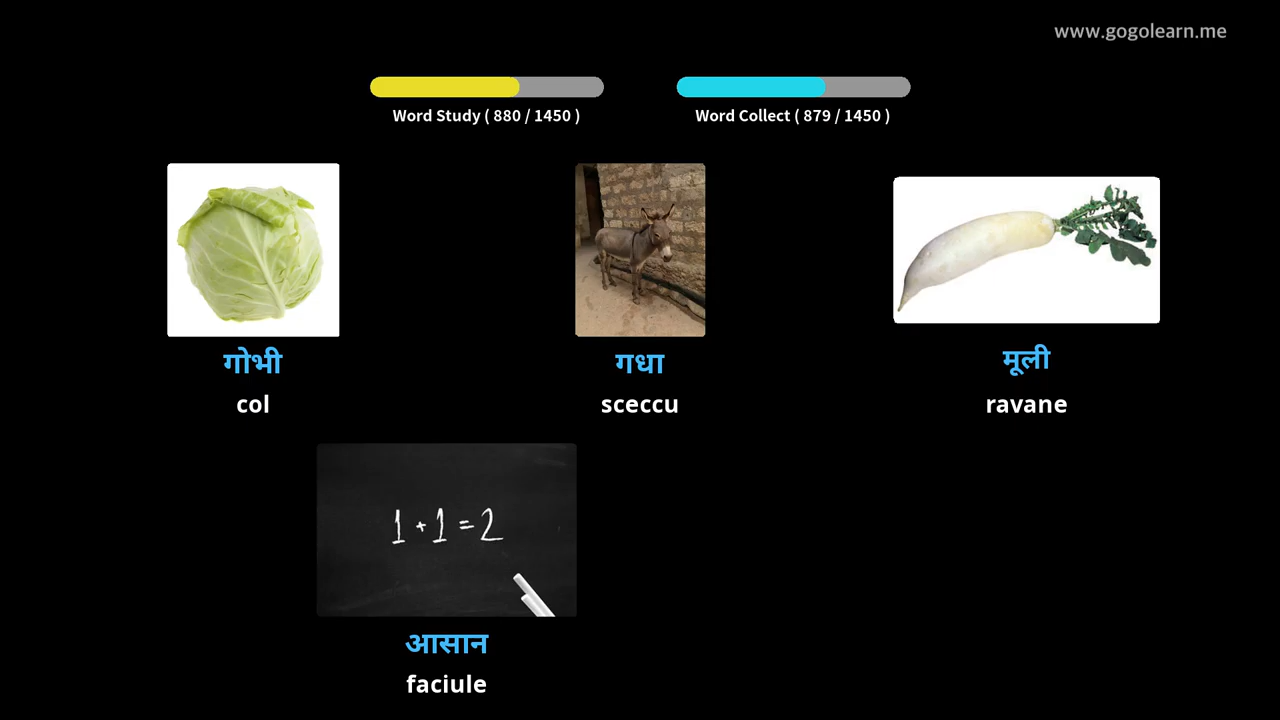 www.gogolearn.me
Word Study ( 880 / 1450 )
Word Collect ( 879 / 1450 )
गोभी
col
गधा
sceccu
मूली
ravane
1 + 1 = 2
आसान
faciule